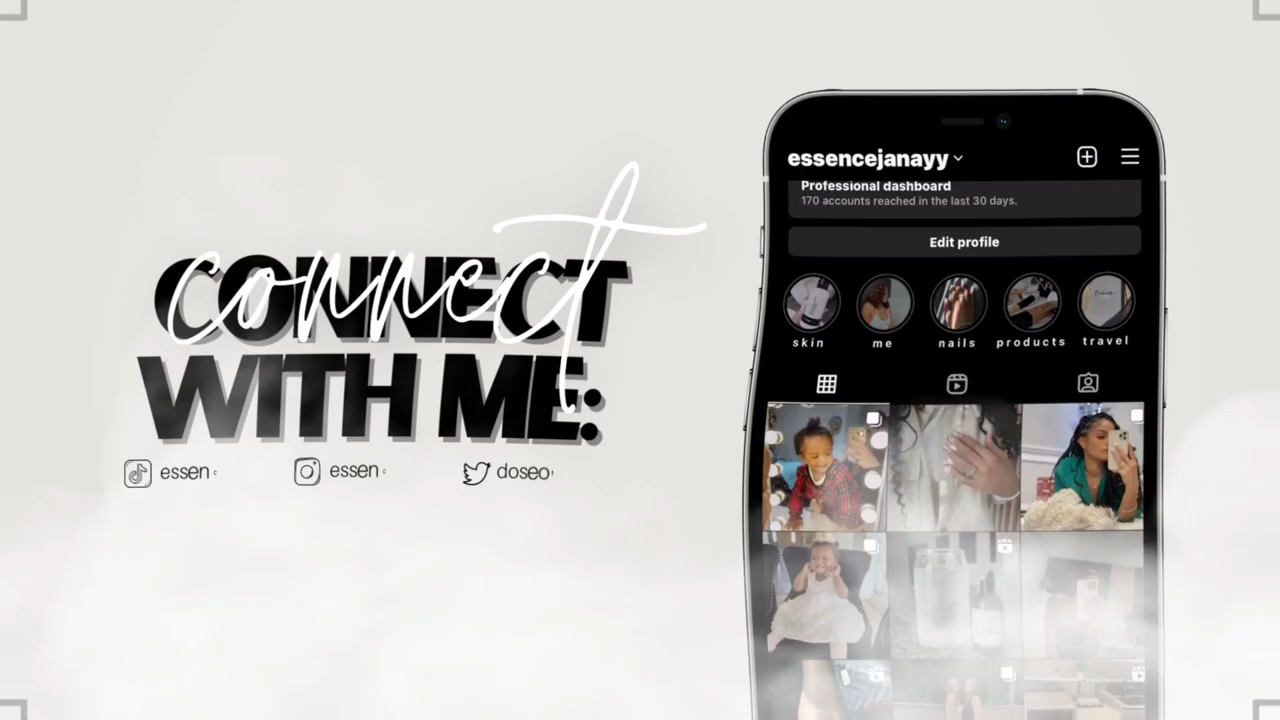 connect
CONNECT
WITH ME:
essen
essen
doseo
essencejanayy
Professional dashboard
170 accounts reached in the last 30 days.
Edit profile
skin me nails products travel